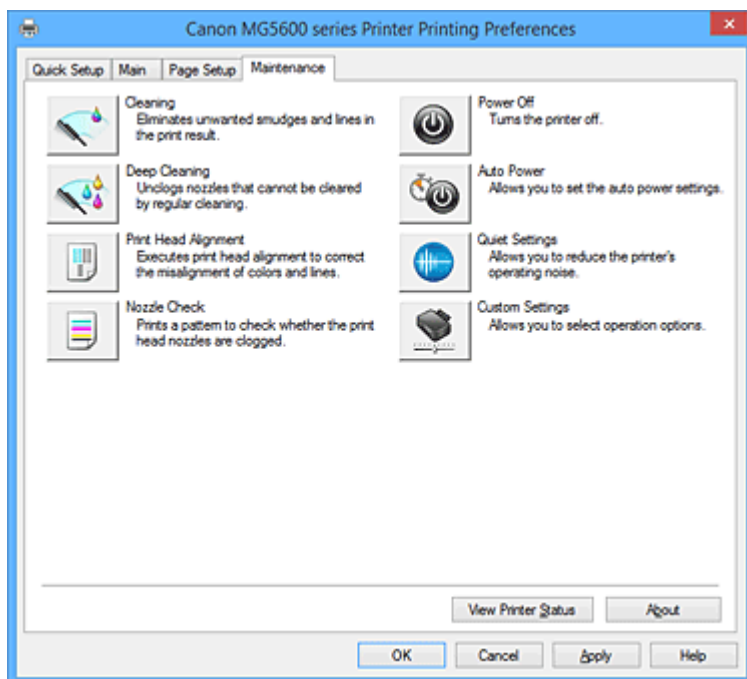 Canon MG5600 series Printer Printing Preferences
Quick Setup
Main
Page Setup
Maintenance
Cleaning
Eliminates unwanted smudges and lines in
the print result.
Deep Cleaning
Unclogs nozzles that cannot be cleared
by regular cleaning.
Print Head Alignment
Executes print head alignment to correct
the misalignment of colors and lines.
Nozzle Check
Prints a pattern to check whether the print
head nozzles are clogged.
Power Off
Turns the printer off.
Auto Power
Allows you to set the auto power settings.
Quiet Settings
Allows you to reduce the printer's
operating noise.
Custom Settings
Allows you to select operation options.
View Printer Status
About
OK
Cancel
Apply
Help